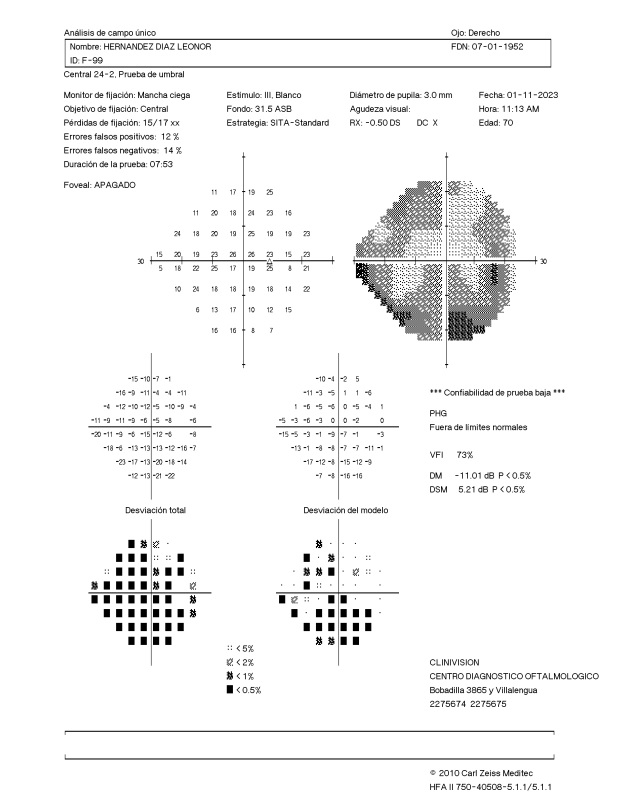 Análisis de campo único Ojo: Derecho
Nombre: HERNANDEZ DIAZ LEONOR FDN: 07-01-1952
ID: F-99
Central 24-2, Prueba de umbral
Monitor de fijación: Mancha ciega Estimulo: III, Blanco Diámetro de pupila: 3.0 mm Fecha: 01-11-2023
Objetivo de fijación: Central Fondo: 31.5 ASB Agudeza visual: Hora: 11:13 AM
Pérdidas de fijación: 15/17 xx Estrategia: SITA-Standard RX: -0.50 DS DC X Edad: 70
Errores falsos positivos: 12 %
Errores falsos negativos: 14 %
Duración de la prueba: 07:53
Foveal: APAGADO
11 17 19 25
11 20 18 24 23 16
24 18 20 19 25 19 19 23
30 15 20 19 23 26 26 23 15 23 30
5 18 22 25 17 19 25 8 21
10 24 18 18 19 18 14 22
6 13 17 10 12 15
16 16 8 7
-15 -10 -7 -1 -10 -4 -2 5
-16 -9 -11 -4 -4 -11 -11 -3 -5 1 1 -6
-4 -12 -10 -12 -5 -10 -9 -4 1 -6 -5 -6 0 -5 -4 1
-11 -9 -11 -9 -6 -5 -8 -6 -5 -3 -6 -3 0 0 -2 0
-20 -11 -9 -6 -15 -12 -6 -8 -15 -5 -3 -1 -9 -7 -1 -3
-18 -6 -13 -13 -13 -12 -16 -7 -13 -1 -8 -8 -7 -7 -11 -1
-23 -17 -13 -20 -18 -14 -17 -12 -8 -15 -12 -9
-12 -13 -21 -22 -7 -8 -16 -16
*** Confiabilidad de prueba baja ***
PHG
Fuera de límites normales
VFI 73%
DM -11.01 dB P < 0.5%
DSM 5.21 dB P < 0.5%
Desviación total Desviación del modelo
< 5%
< 2%
< 1%
< 0.5%
CLINIVISION
CENTRO DIAGNOSTICO OFTALMOLOGICO
Bobadilla 3865 y Villalengua
2275674 2275675
© 2010 Carl Zeiss Meditec
HFA II 750-40508-5.1.1/5.1.1